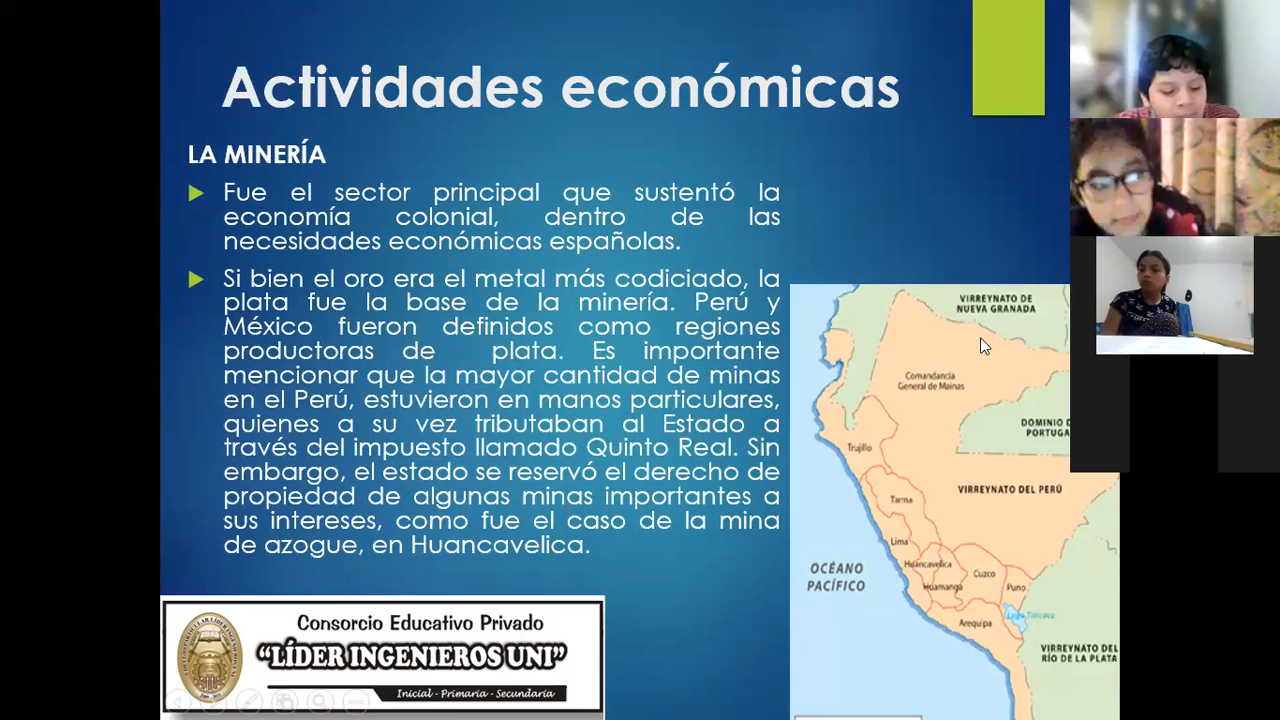 Actividades económicas
LA MINERÍA
Fue el sector principal que sustentó la
economía colonial, dentro de las
necesidades económicas españolas.
Si bien el oro era el metal más codiciado, la
plata fue la base de la minería. Perú y
México fueron definidos como regiones
productoras de plata. Es importante
mencionar que la mayor cantidad de minas
en el Perú, estuvieron en manos particulares,
quienes a su vez tributaban al Estado a
través del impuesto llamado Quinto Real. Sin
embargo, el estado se reservó el derecho de
propiedad de algunas minas importantes a
sus intereses, como fue el caso de la mina
de azogue, en Huancavelica.
VIRREYNATO DE
NUEVA GRANADA
Comandancia
General de Mainas
DOMINIO D
PORTUGA
Trujillo
VIRREYNATO DEL PERÚ
Tarma
Lima
Huancavelica
Cuzco
OCÉANO
PACÍFICO
Huamanga
Puno
Lago Titicaca
Arequipa
VIRREYNATO DEL
RÍO DE LA PLATA
Consorcio Educativo Privado
“LÍDER INGENIEROS UNI”
Inicial - Primaria - Secundaria